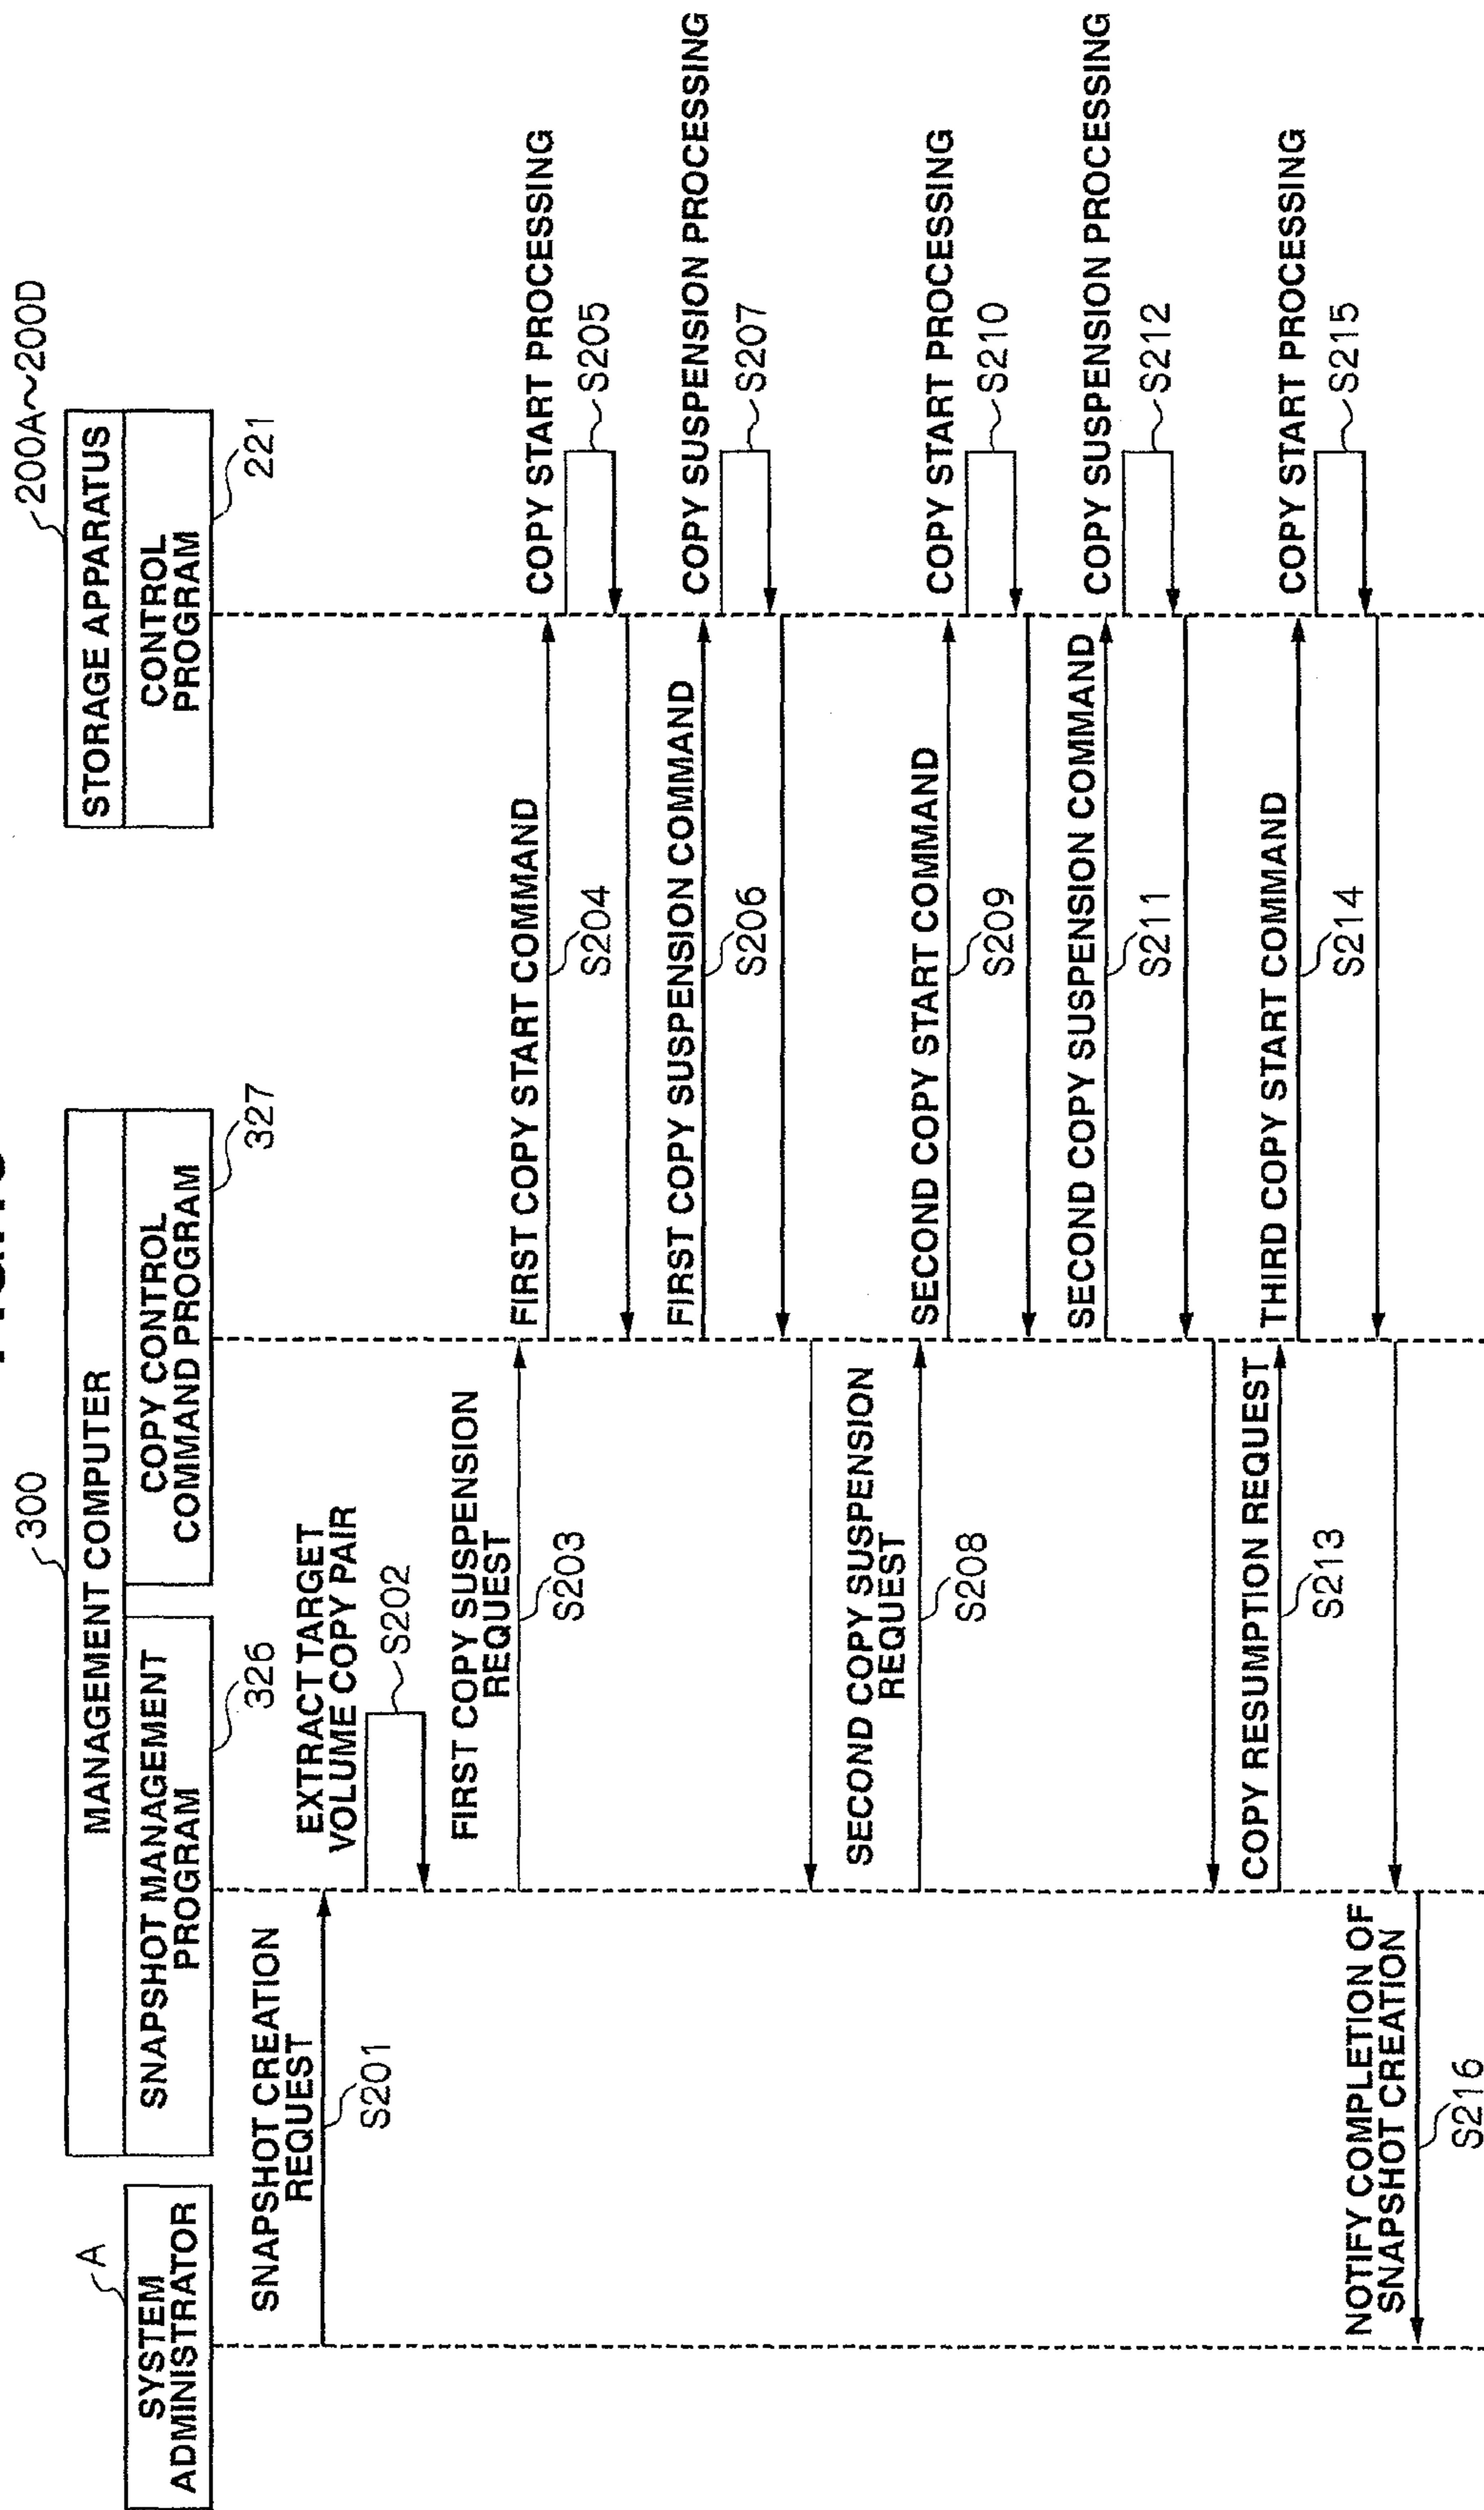 300
200A~200D
A
SYSTEM
ADMINISTRATOR
MANAGEMENT COMPUTER
SNAPSHOT MANAGEMENT
PROGRAM
COPY CONTROL
COMMAND PROGRAM
STORAGE APPARATUS
CONTROL
PROGRAM
326
327
221
SNAPSHOT CREATION
REQUEST
S201
EXTRACT TARGET
VOLUME COPY PAIR
S202
FIRST COPY SUSPENSION
REQUEST
S203
FIRST COPY START COMMAND
S204
COPY START PROCESSING
S205
FIRST COPY SUSPENSION COMMAND
S206
COPY SUSPENSION PROCESSING
S207
SECOND COPY SUSPENSION
REQUEST
S208
SECOND COPY START COMMAND
S209
COPY START PROCESSING
S210
SECOND COPY SUSPENSION COMMAND
S211
COPY SUSPENSION PROCESSING
S212
COPY RESUMPTION REQUEST
S213
THIRD COPY START COMMAND
S214
COPY START PROCESSING
S215
NOTIFY COMPLETION OF
SNAPSHOT CREATION
S216